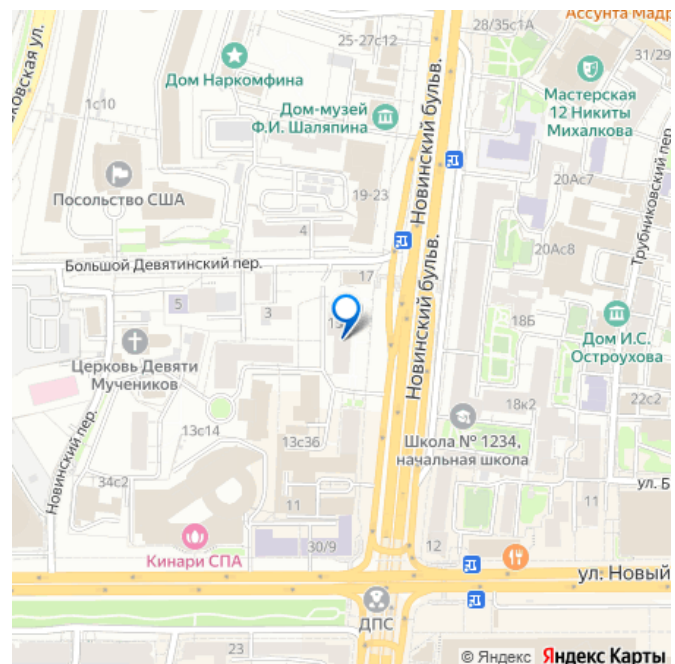 Ассунта Мад
28/35с1А
25-27с12
31/29
Дом Наркомфина
Мастерская
12 Никиты
Михалкова
1с10
Дом-музей
Ф.И. Шаляпина
Новинский бульв.
Посольство США
19-23
20Ас7
Трубниковский пер.
4
20Ас8
Большой Девятинский пер.
17
5
3
18Б
Дом И.С.
Остроухова
Церковь Девяти
Мучеников
Новинский бульв.
18к2
22с2
Школа № 1234,
начальная школа
13с14
13с36
Новинский пер.
34с2
ул. Б
11
11
30/9
12
Кинари СПА
ул. Новый
ДПС
23
© Яндекс Яндекс Карты